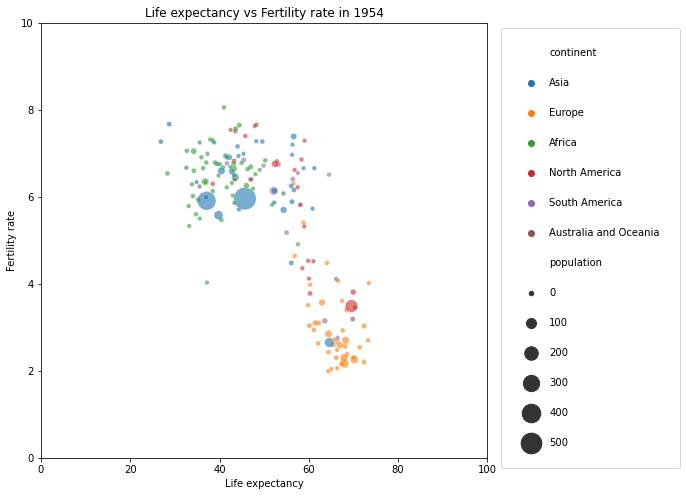 Life expectancy vs Fertility rate in 1954
10
8
6
4
2
0
Fertility rate
0 20 40 60 80 100
Life expectancy
continent
Asia
Europe
Africa
North America
South America
Australia and Oceania
population
0
100
200
300
400
500